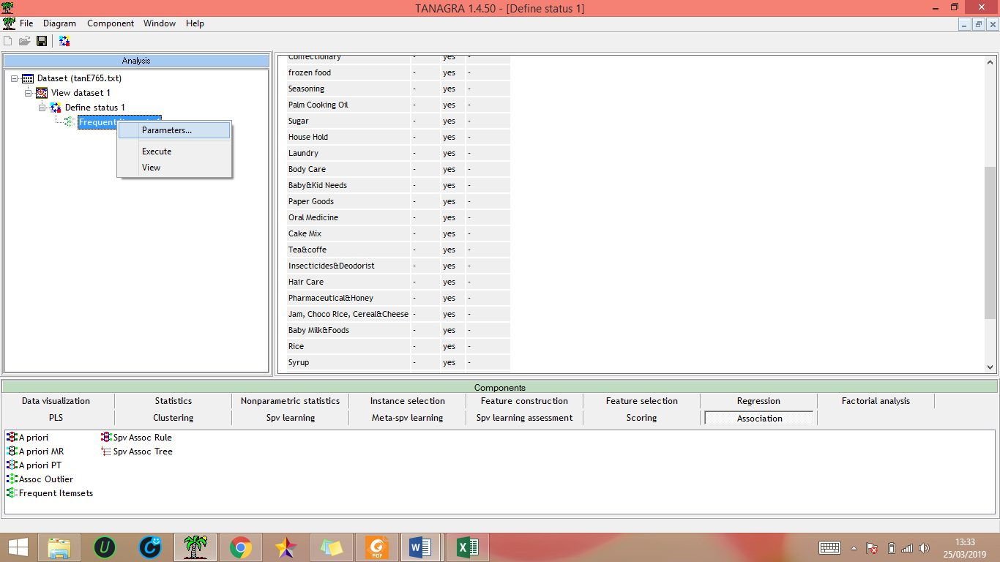 TANAGRA 1.4.50 - [Define status 1]
File Diagram Component Window Help
Analysis
Dataset (tanE765.txt)
View dataset 1
Define status 1
Frequent
Parameters...
Execute
View
Confectionary - yes -
frozen food - yes -
Seasoning - yes -
Palm Cooking Oil - yes -
Sugar - yes -
House Hold - yes -
Laundry - yes -
Body Care - yes -
Baby&Kid Needs - yes -
Paper Goods - yes -
Oral Medicine - yes -
Cake Mix - yes -
Tea&coffe - yes -
Insecticides&Deodorist - yes -
Hair Care - yes -
Pharmaceutical&Honey - yes -
Jam, Choco Rice, Cereal&Cheese - yes -
Baby Milk&Foods - yes -
Rice - yes -
Syrup - yes -
Components
Data visualization Statistics Nonparametric statistics Instance selection Feature construction Feature selection Regression Factorial analysis
PLS Clustering Spv learning Meta-spv learning Spv learning assessment Scoring Association
A priori Spv Assoc Rule
A priori MR Spv Assoc Tree
A priori PT
Assoc Outlier
Frequent Itemsets
13:33
25/03/2019